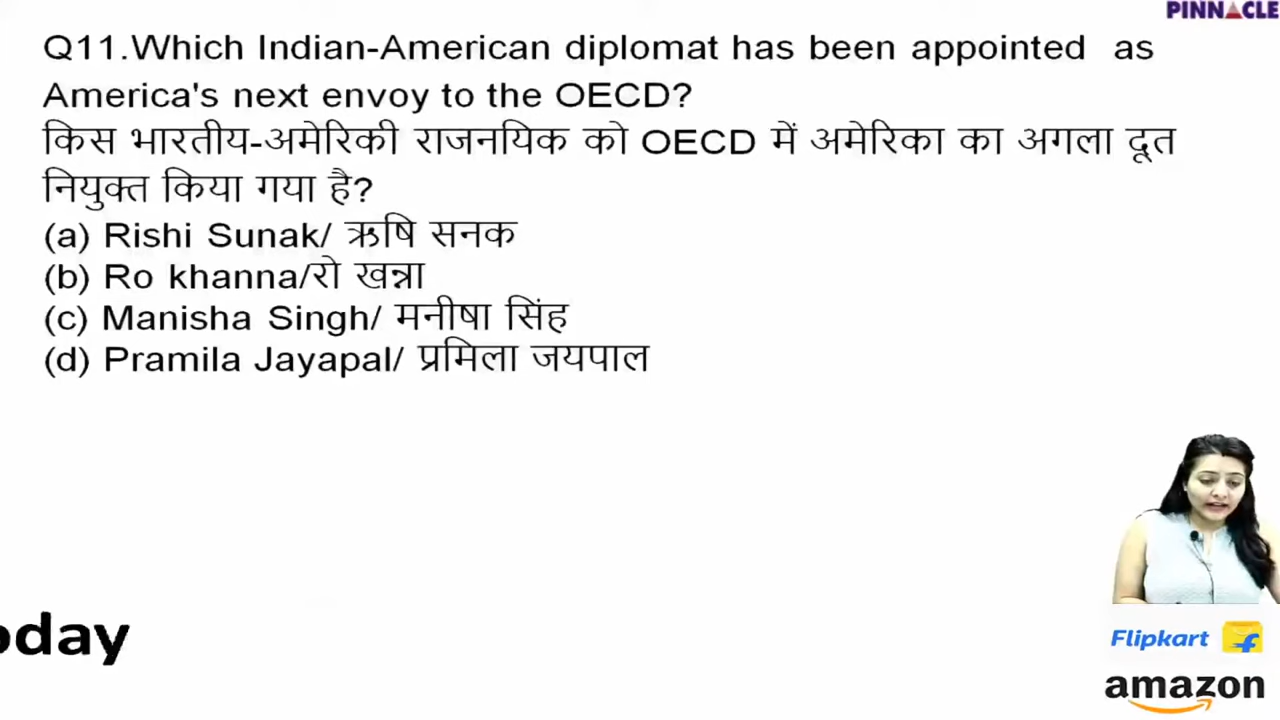 PINNACLE
Q11.Which Indian-American diplomat has been appointed as
America's next envoy to the OECD?
किस भारतीय-अमेरिकी राजनयिक को OECD में अमेरिका का अगला दूत
नियुक्त किया गया है?
(a) Rishi Sunak/ ऋषि सनक
(b) Ro khanna/रो खन्ना
(c) Manisha Singh/ मनीषा सिंह
(d) Pramila Jayapal/ प्रमिला जयपाल
oday
Flipkart
amazon